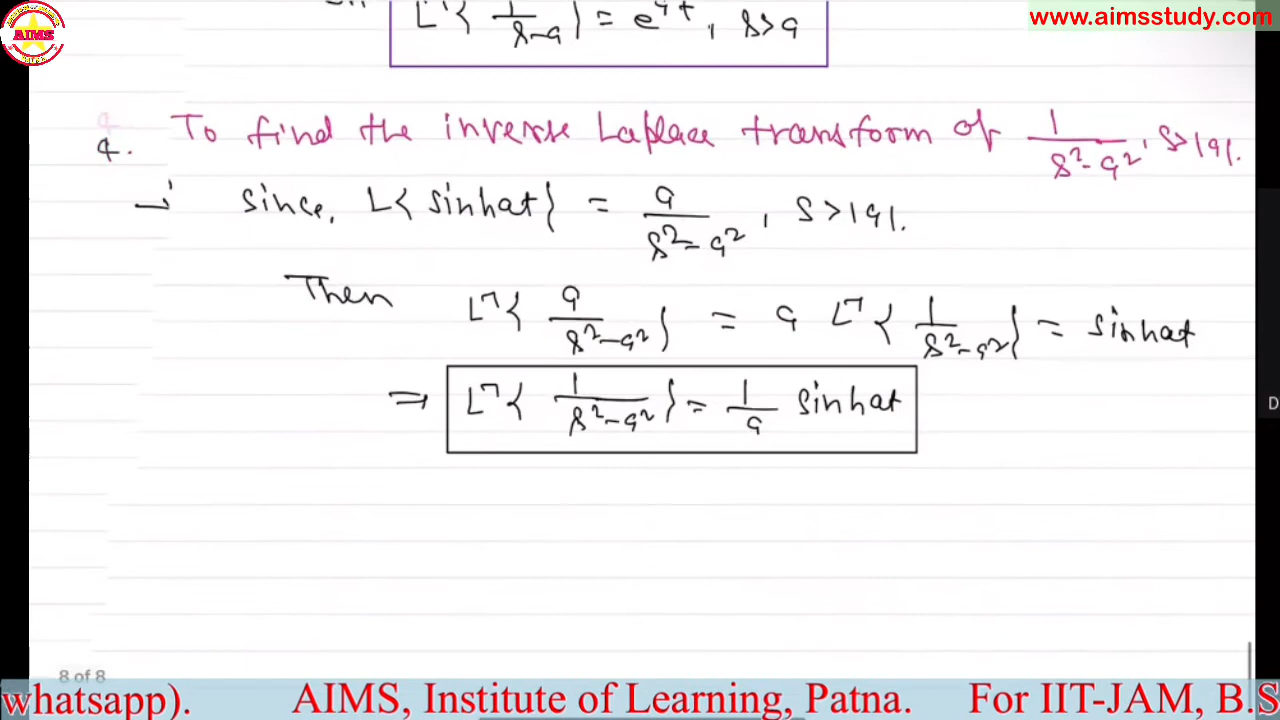 AIMS
www.aimsstudy.com
L⁻¹{ 1/(s-a) } = e^{at}, s>a
4. To find the inverse Laplace transform of 1/(s²-a²), s>|a|.
→ since, L{sinhat} = a/(s²-a²), s>|a|.
Then L⁻¹{ a/(s²-a²) } = a L⁻¹{ 1/(s²-a²) } = sinhat
⇒ L⁻¹{ 1/(s²-a²) } = 1/a sinhat
D
8 of 8
whatsapp). AIMS, Institute of Learning, Patna. For IIT-JAM, B.S